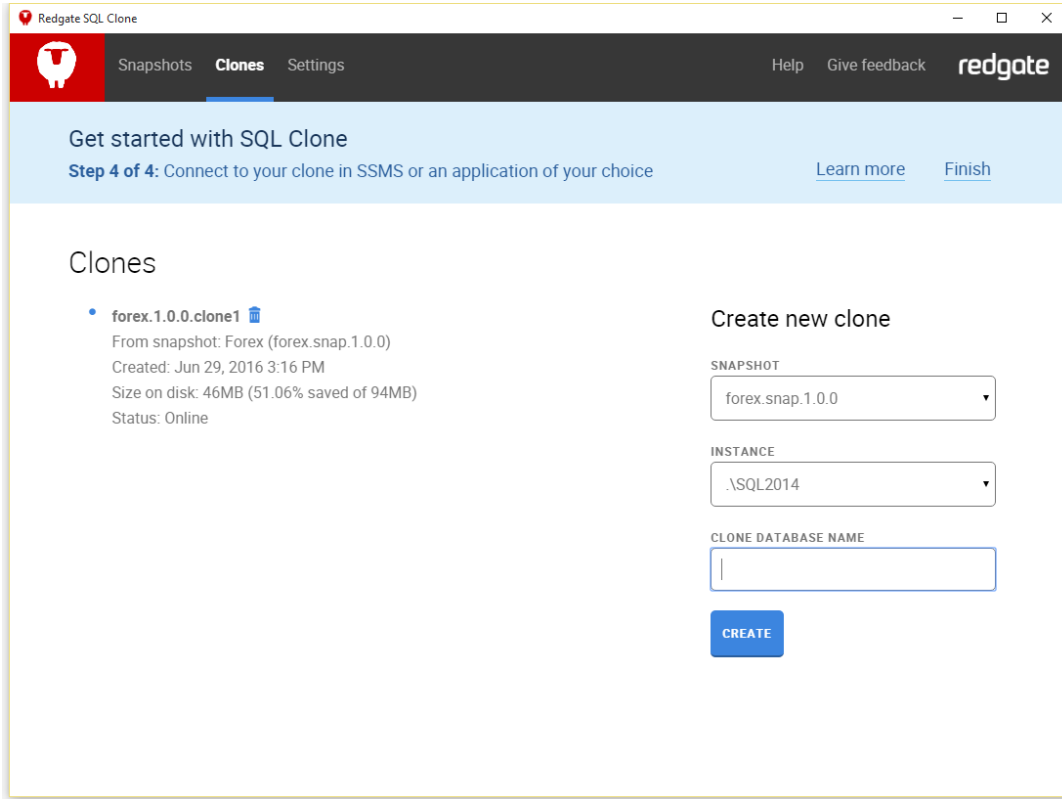 Redgate SQL Clone
Snapshots Clones Settings Help Give feedback redgate
Get started with SQL Clone
Step 4 of 4: Connect to your clone in SSMS or an application of your choice Learn more Finish
Clones
forex.1.0.0.clone1
From snapshot: Forex (forex.snap.1.0.0)
Created: Jun 29, 2016 3:16 PM
Size on disk: 46MB (51.06% saved of 94MB)
Status: Online
Create new clone
SNAPSHOT
forex.snap.1.0.0
INSTANCE
.\SQL2014
CLONE DATABASE NAME
CREATE